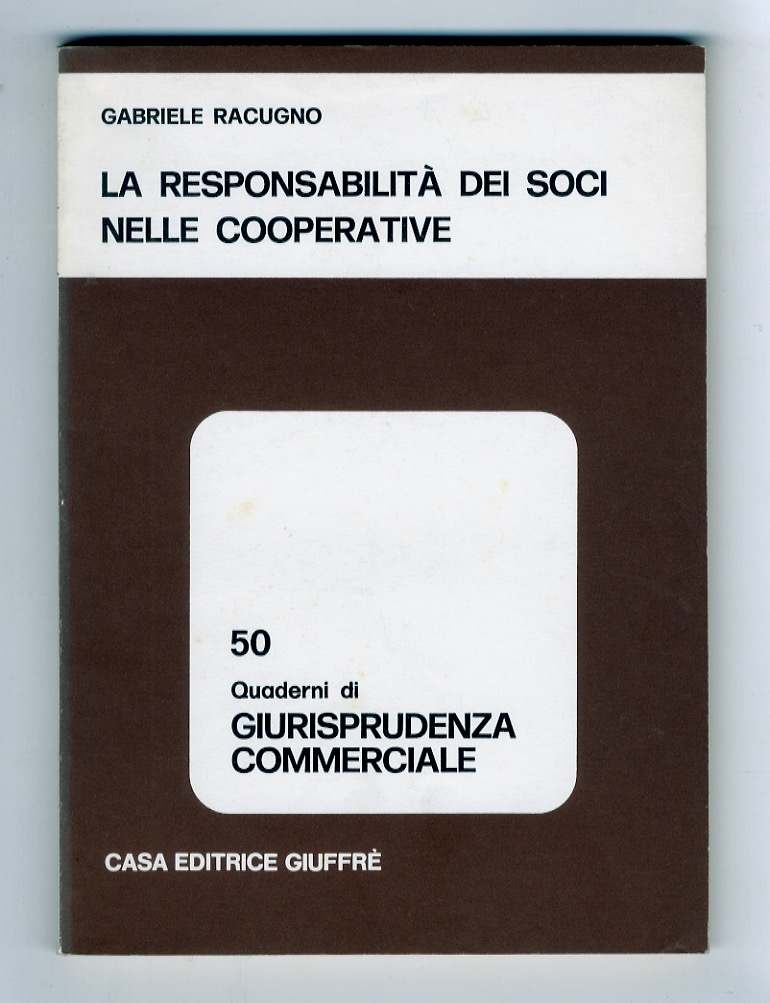 GABRIELE RACUGNO
LA RESPONSABILITÀ DEI SOCI
NELLE COOPERATIVE
50
Quaderni di
GIURISPRUDENZA
COMMERCIALE
CASA EDITRICE GIUFFRÈ